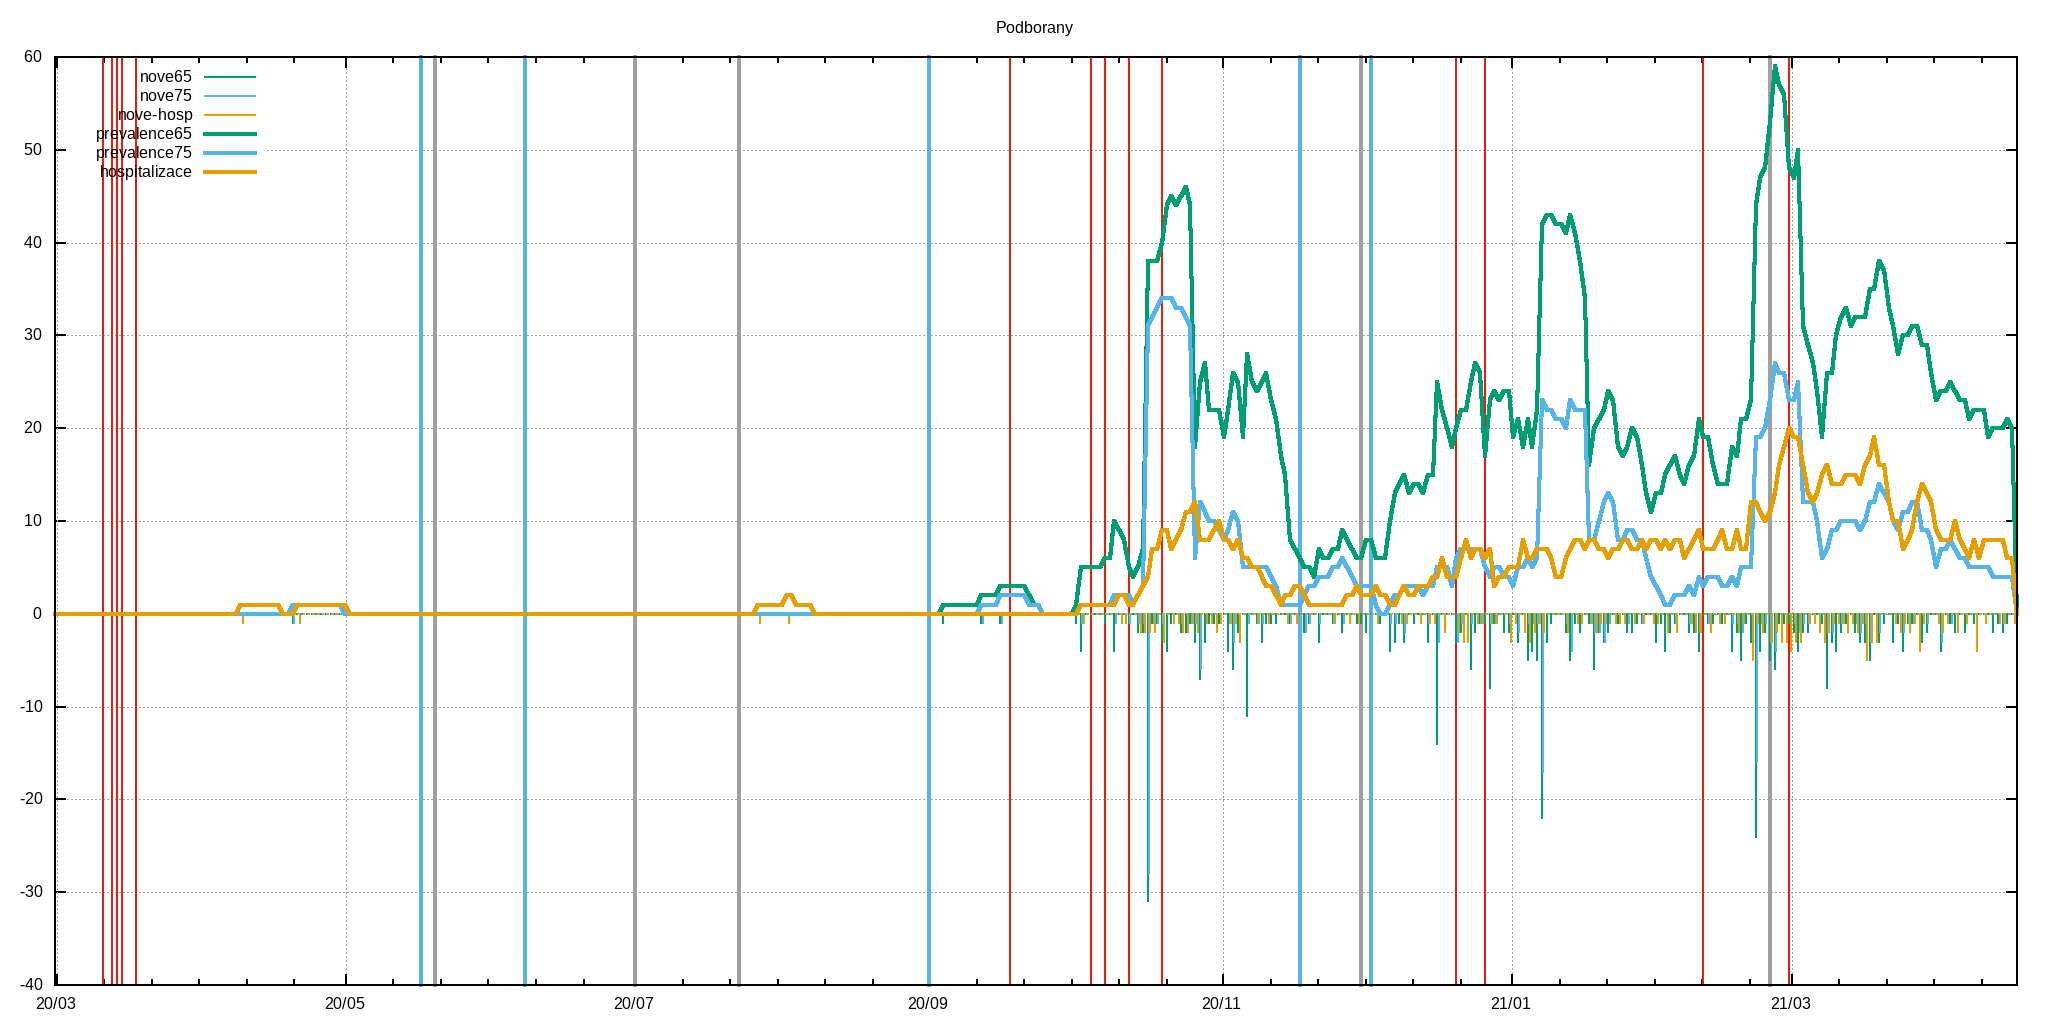 Podborany
60
50
40
30
20
10
0
-10
-20
-30
-40
nove65
nove75
nove-hosp
prevalence65
prevalence75
hospitalizace
20/03 20/05 20/07 20/09 20/11 21/01 21/03